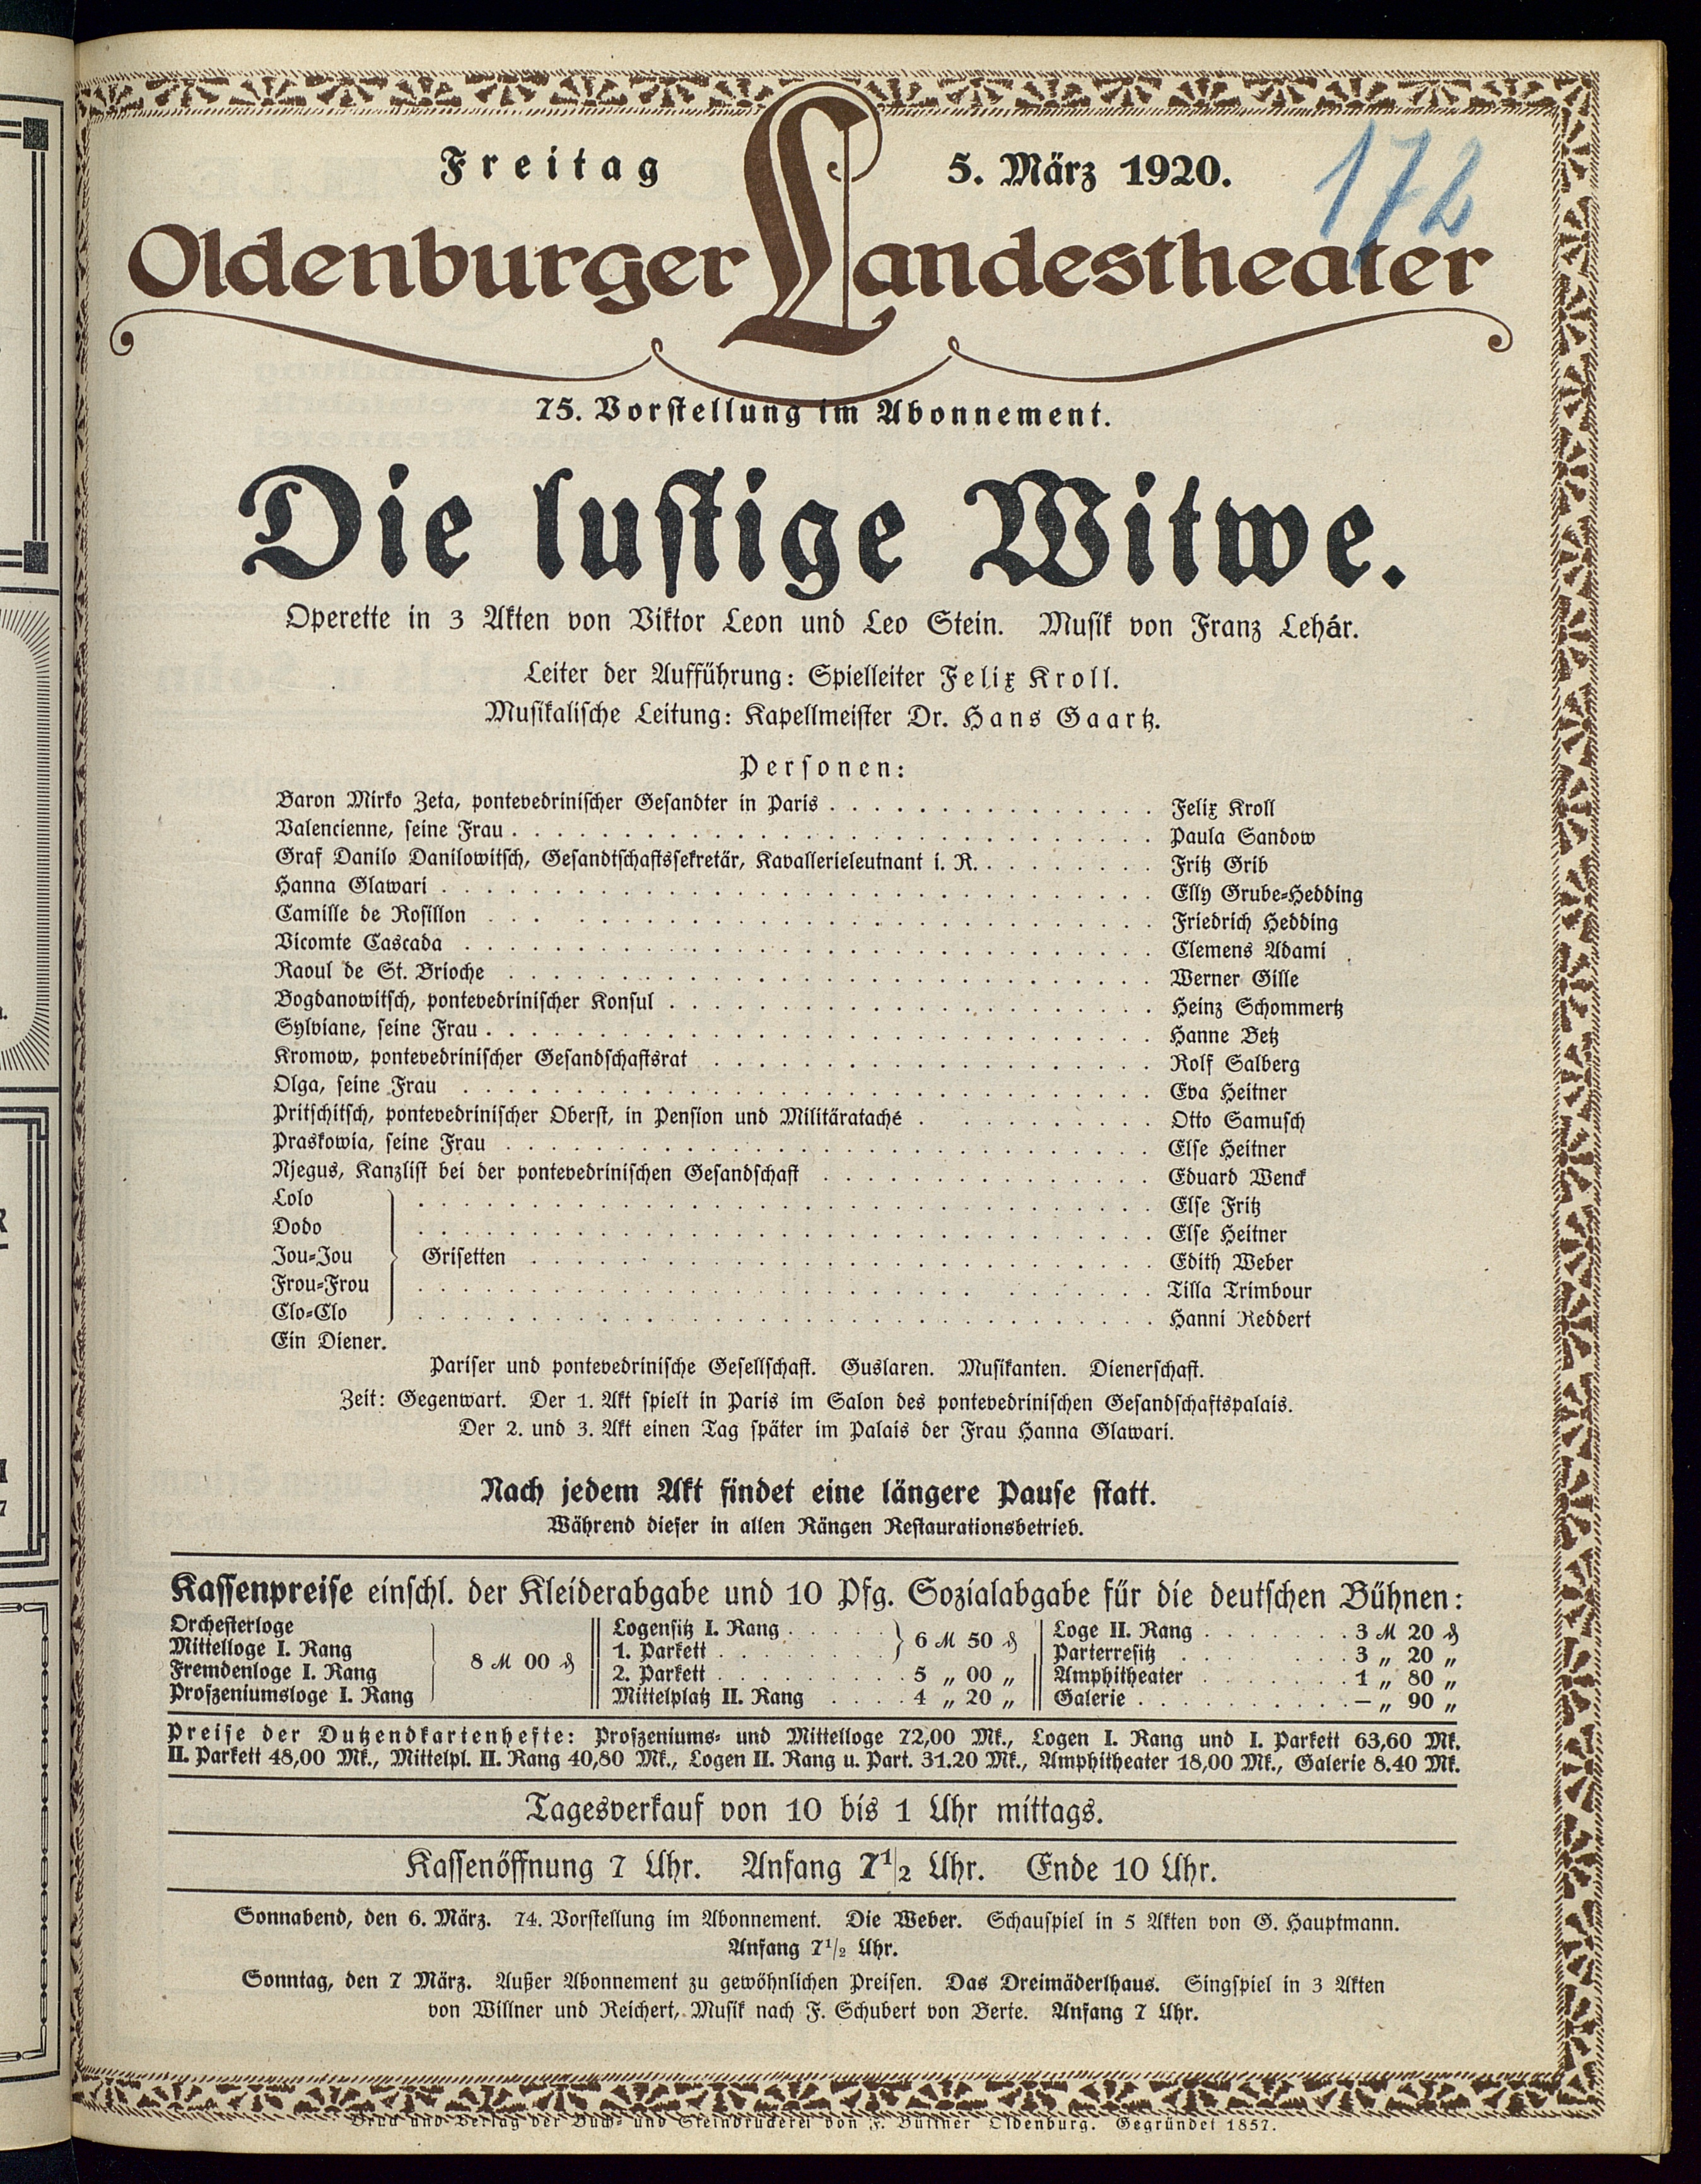 Freitag 5. März 1920.
172
Oldenburger Landestheater
75. Vorstellung im Abonnement.
Die lustige Witwe.
Operette in 3 Akten von Viktor Leon und Leo Stein. Musik von Franz Lehár.
Leiter der Aufführung: Spielleiter Felix Kroll.
Musikalische Leitung: Kapellmeister Dr. Hans Gaartz.
Personen:
Baron Mirko Zeta, pontevedrinischer Gesandter in Paris . . . Felix Kroll
Valencienne, seine Frau . . . Paula Sandow
Graf Danilo Danilowitsch, Gesandtschaftssekretär, Kavallerieleutnant i. R. . . . Fritz Grib
Hanna Glawari . . . Elly Grube-Hedding
Camille de Rosillon . . . Friedrich Hedding
Vicomte Cascada . . . Clemens Adami
Raoul de St. Brioche . . . Werner Gille
Bogdanowitsch, pontevedrinischer Konsul . . . Heinz Schommertz
Sylviane, seine Frau . . . Hanne Betz
Kromow, pontevedrinischer Gesandschaftsrat . . . Rolf Salberg
Olga, seine Frau . . . Eva Heitner
Pritschitsch, pontevedrinischer Oberst, in Pension und Militärataché . . . Otto Samusch
Praskowia, seine Frau . . . Else Heitner
Njegus, Kanzlist bei der pontevedrinischen Gesandschaft . . . Eduard Wenck
Lolo . . . Else Fritz
Dodo . . . Else Heitner
Jou-Jou Grisetten . . . Edith Weber
Frou-Frou . . . Tilla Trimbour
Clo-Clo . . . Hanni Reddert
Ein Diener.
Pariser und pontevedrinische Gesellschaft. Guslaren. Musikanten. Dienerschaft.
Zeit: Gegenwart. Der 1. Akt spielt in Paris im Salon des pontevedrinischen Gesandschaftspalais.
Der 2. und 3. Akt einen Tag später im Palais der Frau Hanna Glawari.
Nach jedem Akt findet eine längere Pause statt.
Während dieser in allen Rängen Restaurationsbetrieb.
Kassenpreise einschl. der Kleiderabgabe und 10 Pfg. Sozialabgabe für die deutschen Bühnen:
Orchesterloge
Mittelloge I. Rang
Fremdenloge I. Rang
Proszeniumsloge I. Rang
8 M 00 ₰
Logensitz I. Rang . . .
1. Parkett . . .
6 M 50 ₰
2. Parkett . . . 5 „ 00 „
Mittelplatz II. Rang . . . 4 „ 20 „
Loge II. Rang . . . 3 M 20 ₰
Parterresitz . . . 3 „ 20 „
Amphitheater . . . 1 „ 80 „
Galerie . . . — „ 90 „
Preise der Dutzendkartenhefte: Proszeniums- und Mittelloge 72,00 Mk., Logen I. Rang und I. Parkett 63,60 Mk.
II. Parkett 48,00 Mk., Mittelpl. II. Rang 40,80 Mk., Logen II. Rang u. Part. 31.20 Mk., Amphitheater 18,00 Mk., Galerie 8.40 Mk.
Tagesverkauf von 10 bis 1 Uhr mittags.
Kassenöffnung 7 Uhr. Anfang 7 1/2 Uhr. Ende 10 Uhr.
Sonnabend, den 6. März. 74. Vorstellung im Abonnement. Die Weber. Schauspiel in 5 Akten von G. Hauptmann.
Anfang 7 1/2 Uhr.
Sonntag, den 7 März. Außer Abonnement zu gewöhnlichen Preisen. Das Dreimäderlhaus. Singspiel in 3 Akten
von Willner und Reichert, Musik nach F. Schubert von Berte. Anfang 7 Uhr.
Druck und Verlag der Buch- und Steindruckerei von F. Büttner Oldenburg. Gegründet 1857.